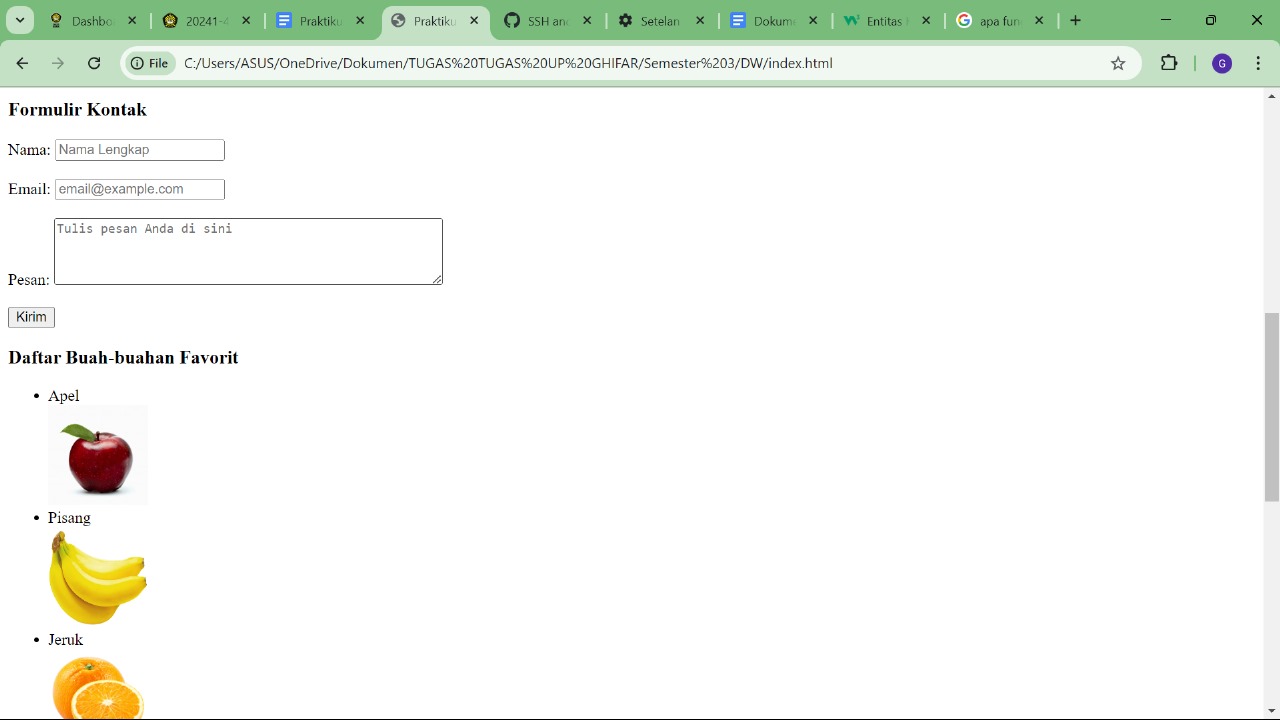 Dashbo
20241-4
Praktiku
Praktiku
SSH an
Setelan
Dokum
Entitas
apa fun
File
C:/Users/ASUS/OneDrive/Dokumen/TUGAS%20TUGAS%20UP%20GHIFAR/Semester%203/DW/index.html
G
Formulir Kontak
Nama: Nama Lengkap
Email: email@example.com
Tulis pesan Anda di sini
Pesan:
Kirim
Daftar Buah-buahan Favorit
• Apel
• Pisang
• Jeruk